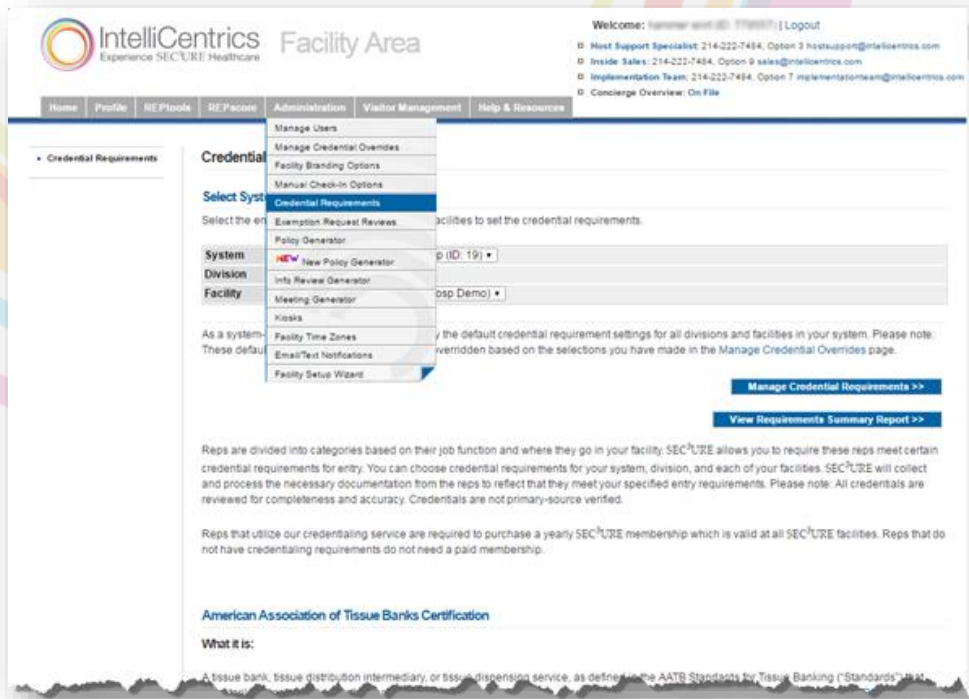 IntelliCentrics
Experience SEC³URE Healthcare
Facility Area
Welcome: | Logout
Host Support Specialist: 214-222-7484, Option 3 hostsupport@intellicentrics.com
Inside Sales: 214-222-7484, Option 9 sales@intellicentrics.com
Implementation Team: 214-222-7484, Option 7 implementationteam@intellicentrics.com
Concierge Overview: On File
Home Profile REPtools REPscore Administration Visitor Management Help & Resources
Manage Users
Manage Credential Overrides
Facility Branding Options
Manual Check-In Options
Credential Requirements
Exemption Request Reviews
Policy Generator
NEW New Policy Generator
Info Review Generator
Meeting Generator
Kiosks
Facility Time Zones
Email/Text Notifications
Facility Setup Wizard
Credential Requirements
Credential
Select Syst
Select the en acilities to set the credential requirements.
System p (ID: 19)
Division
Facility osp Demo)
As a system- y the default credential requirement settings for all divisions and facilities in your system. Please note:
These defaul overridden based on the selections you have made in the Manage Credential Overrides page.
Manage Credential Requirements >>
View Requirements Summary Report >>
Reps are divided into categories based on their job function and where they go in your facility. SEC³URE allows you to require these reps meet certain
credential requirements for entry. You can choose credential requirements for your system, division, and each of your facilities. SEC³URE will collect
and process the necessary documentation from the reps to reflect that they meet your specified entry requirements. Please note: All credentials are
reviewed for completeness and accuracy. Credentials are not primary-source verified.
Reps that utilize our credentialing service are required to purchase a yearly SEC³URE membership which is valid at all SEC³URE facilities. Reps that do
not have credentialing requirements do not need a paid membership.
American Association of Tissue Banks Certification
What it is:
A tissue bank, tissue distribution intermediary, or tissue dispensing service, as defined in the AATB Standards for Tissue Banking ("Standards") that